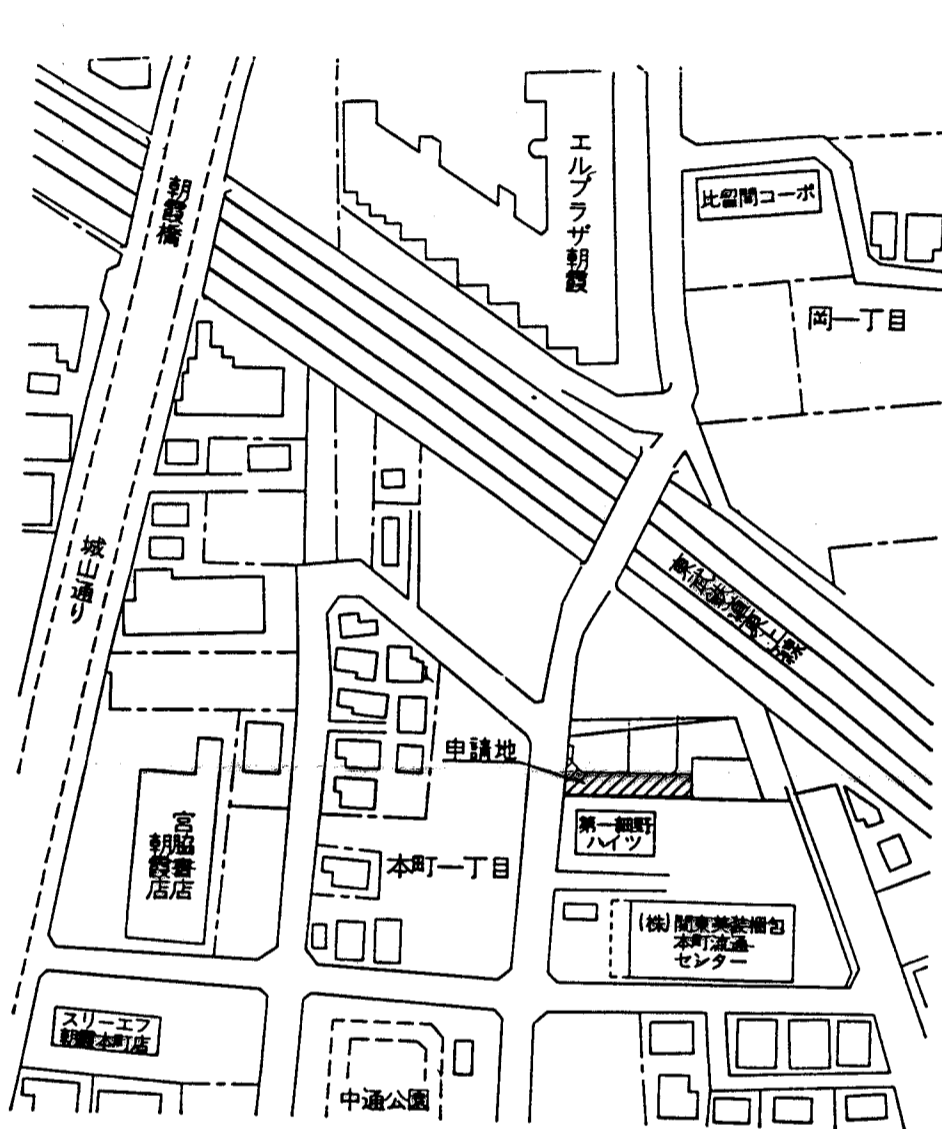 エルプラザ朝霞
比留間コーポ
朝霞橋
岡一丁目
城山通り
申請地
第一細野
ハイツ
宮脇書店
朝霞店
本町一丁目
(株)関東美装梱包
本町流通
センター
スリーエフ
朝霞本町店
中通公園